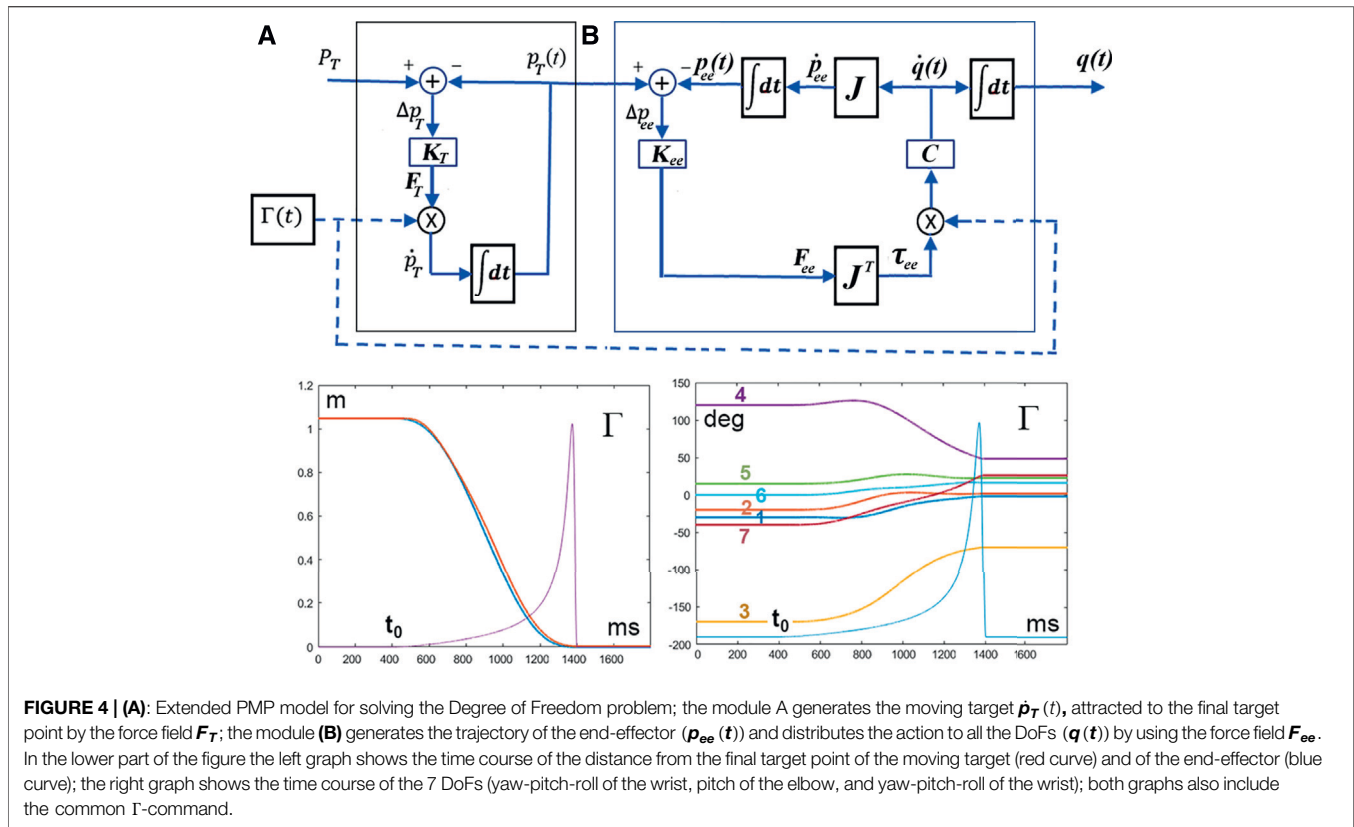 A
B
P_T
+
+
−
p_T(t)
Δp_T
K_T
F_T
Γ(t)
X
ṗ_T
∫dt
+
+
−
p_ee(t)
∫dt
ṗ_ee
J
q̇(t)
∫dt
q(t)
Δp_ee
K_ee
C
X
F_ee
J^T
τ_ee
1.2
1
0.8
0.6
0.4
0.2
0
m
Γ
t₀
ms
0 200 400 600 800 1000 1200 1400 1600
150
100
50
0
-50
-100
-150
-200
deg
4
5
6
2
1
7
3
Γ
t₀
ms
0 200 400 600 800 1000 1200 1400 1600
FIGURE 4 | (A): Extended PMP model for solving the Degree of Freedom problem; the module A generates the moving target ṗ_T(t), attracted to the final target
point by the force field F_T; the module (B) generates the trajectory of the end-effector (p_ee(t)) and distributes the action to all the DoFs (q(t)) by using the force field F_ee.
In the lower part of the figure the left graph shows the time course of the distance from the final target point of the moving target (red curve) and of the end-effector (blue
curve); the right graph shows the time course of the 7 DoFs (yaw-pitch-roll of the wrist, pitch of the elbow, and yaw-pitch-roll of the wrist); both graphs also include
the common Γ-command.